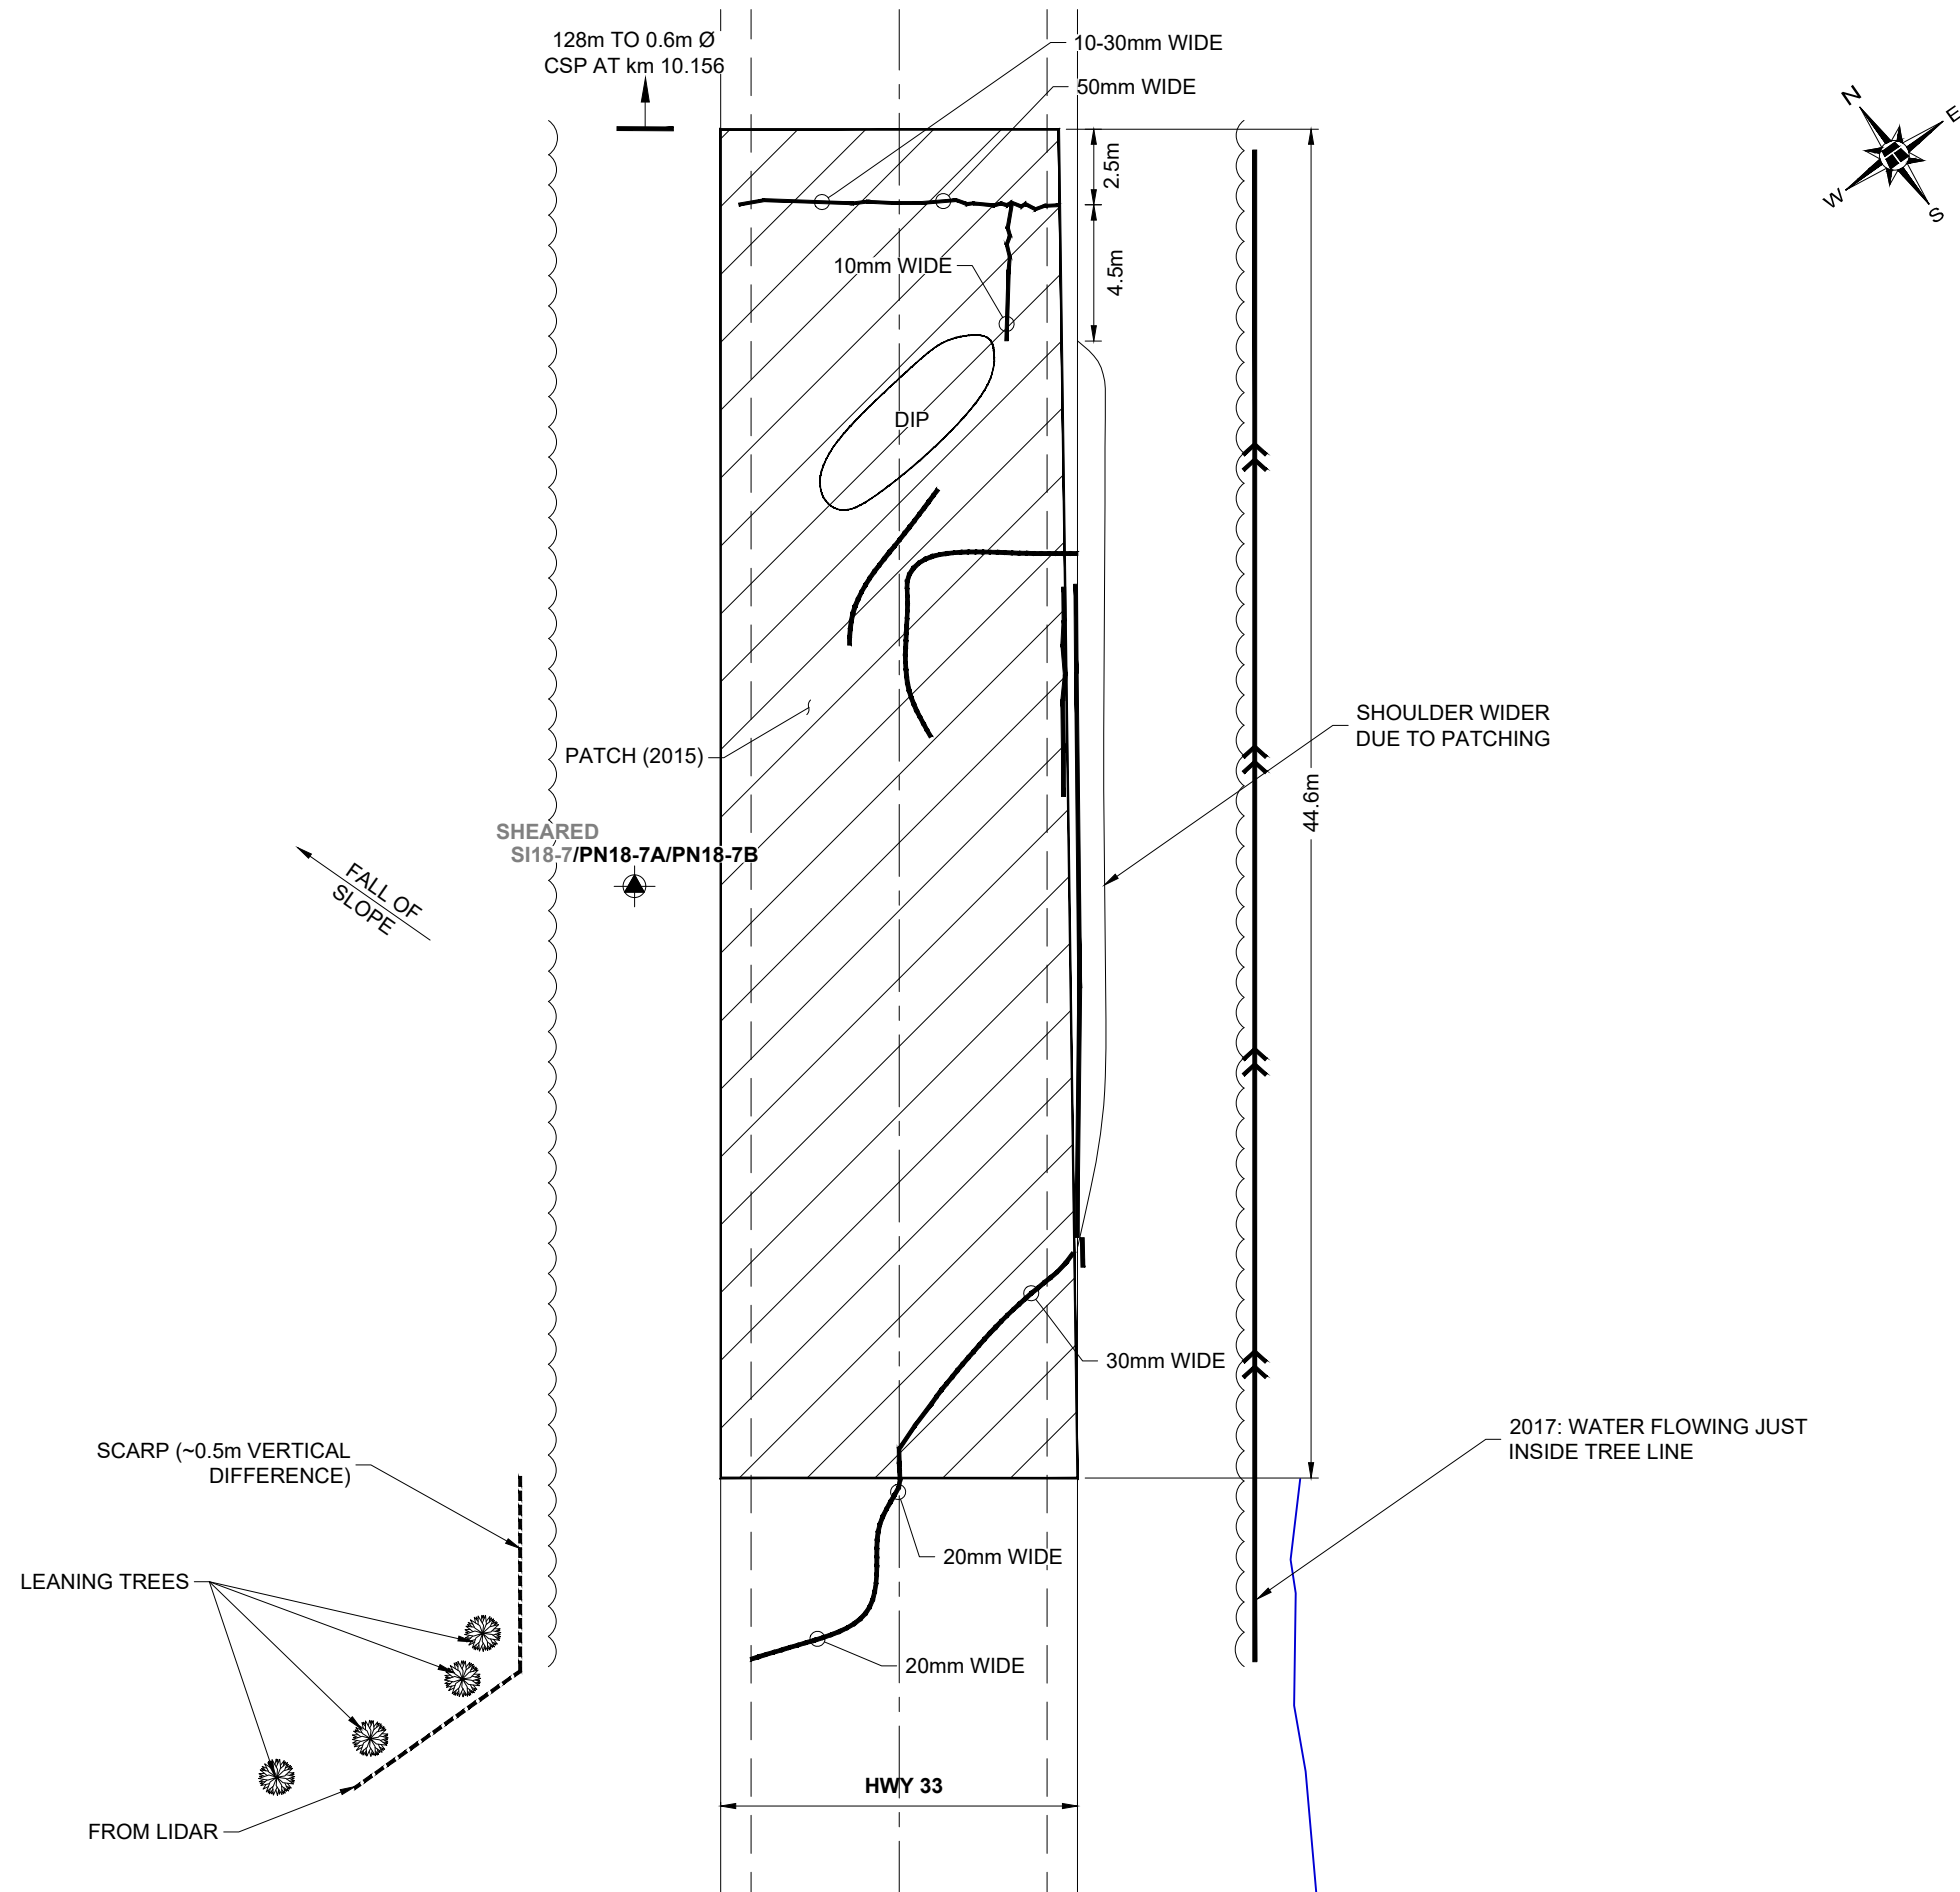 128m TO 0.6m Ø
CSP AT km 10.156
10-30mm WIDE
50mm WIDE
N
E
W
S
2.5m
4.5m
10mm WIDE
DIP
SHOULDER WIDER
DUE TO PATCHING
PATCH (2015)
44.6m
SHEARED
SI18-7/PN18-7A/PN18-7B
FALL OF
SLOPE
30mm WIDE
SCARP (~0.5m VERTICAL
DIFFERENCE)
2017: WATER FLOWING JUST
INSIDE TREE LINE
20mm WIDE
LEANING TREES
20mm WIDE
HWY 33
FROM LIDAR